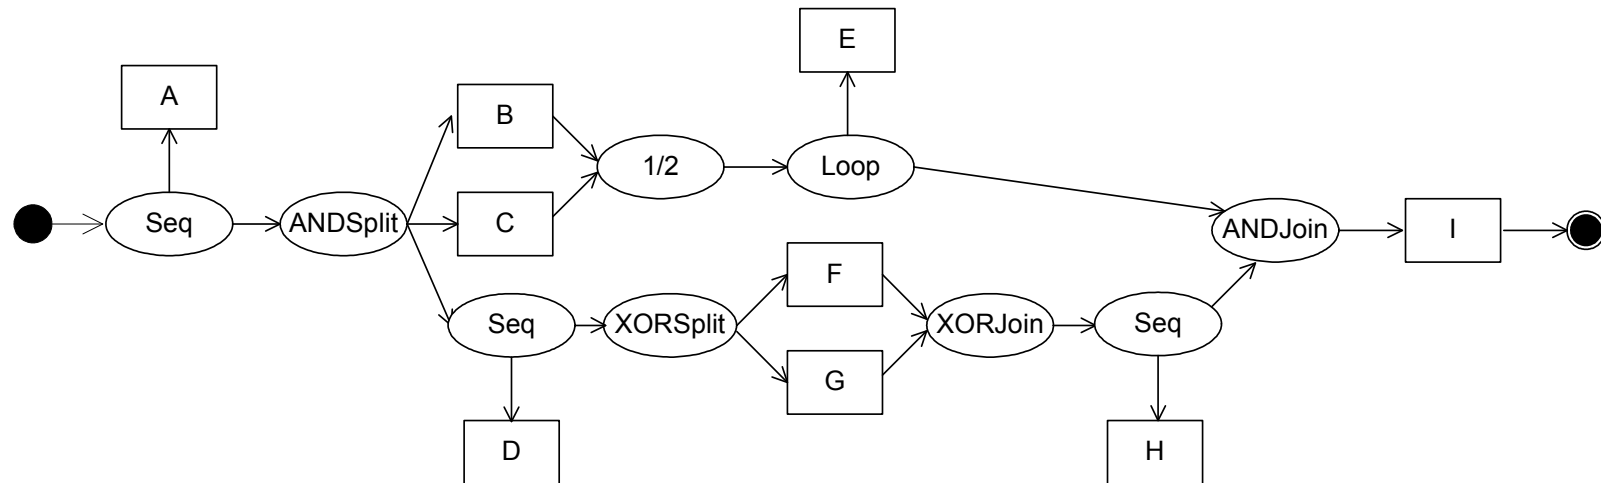 E
A
B
1/2
Loop
Seq
ANDSplit
C
ANDJoin
I
F
Seq
XORSplit
XORJoin
Seq
G
D
H